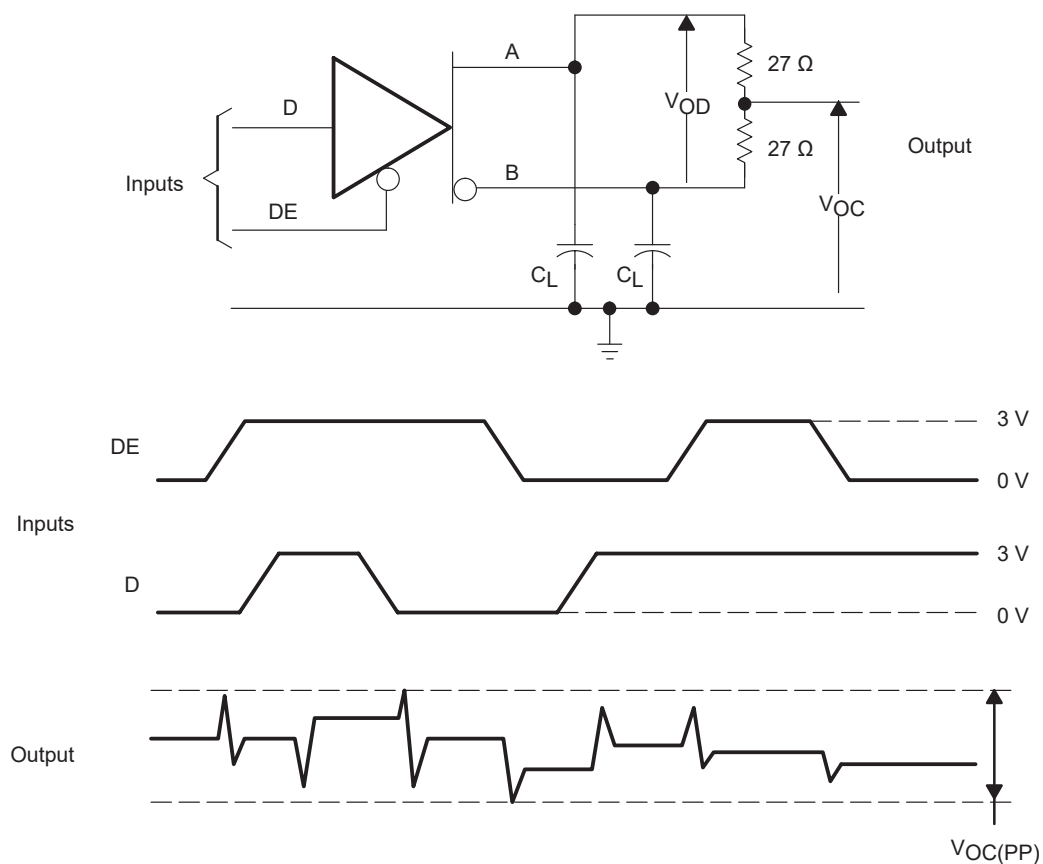 A
27 Ω
VOD
D
27 Ω
Output
B
Inputs
VOC
DE
CL
CL
3 V
DE
0 V
Inputs
3 V
D
0 V
Output
VOC(PP)